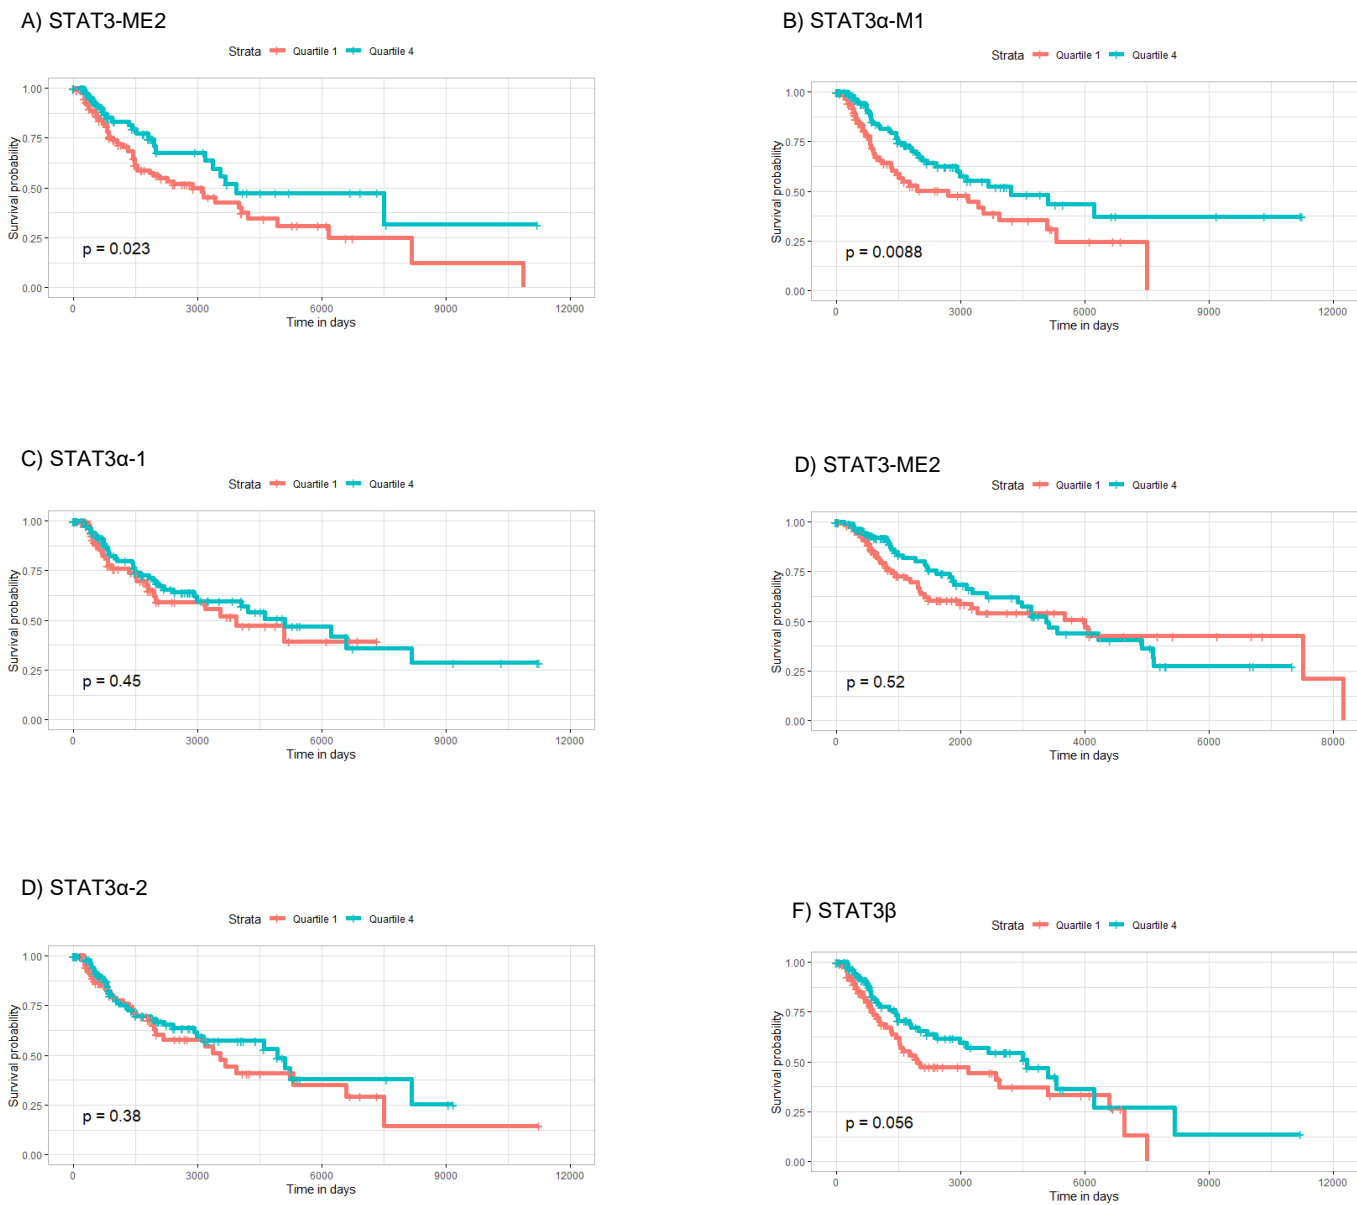 A) STAT3-ME2
Strata Quartile 1 Quartile 4
Survival probability
1.00
0.75
0.50
0.25
0.00
p = 0.023
0 3000 6000 9000 12000
Time in days
B) STAT3α-M1
Strata Quartile 1 Quartile 4
Survival probability
1.00
0.75
0.50
0.25
0.00
p = 0.0088
0 3000 6000 9000 12000
Time in days
C) STAT3α-1
Strata Quartile 1 Quartile 4
Survival probability
1.00
0.75
0.50
0.25
0.00
p = 0.45
0 3000 6000 9000 12000
Time in days
D) STAT3-ME2
Strata Quartile 1 Quartile 4
Survival probability
1.00
0.75
0.50
0.25
0.00
p = 0.52
0 2000 4000 6000 8000
Time in days
D) STAT3α-2
Strata Quartile 1 Quartile 4
Survival probability
1.00
0.75
0.50
0.25
0.00
p = 0.38
0 3000 6000 9000 12000
Time in days
F) STAT3β
Strata Quartile 1 Quartile 4
Survival probability
1.00
0.75
0.50
0.25
0.00
p = 0.056
0 3000 6000 9000 12000
Time in days